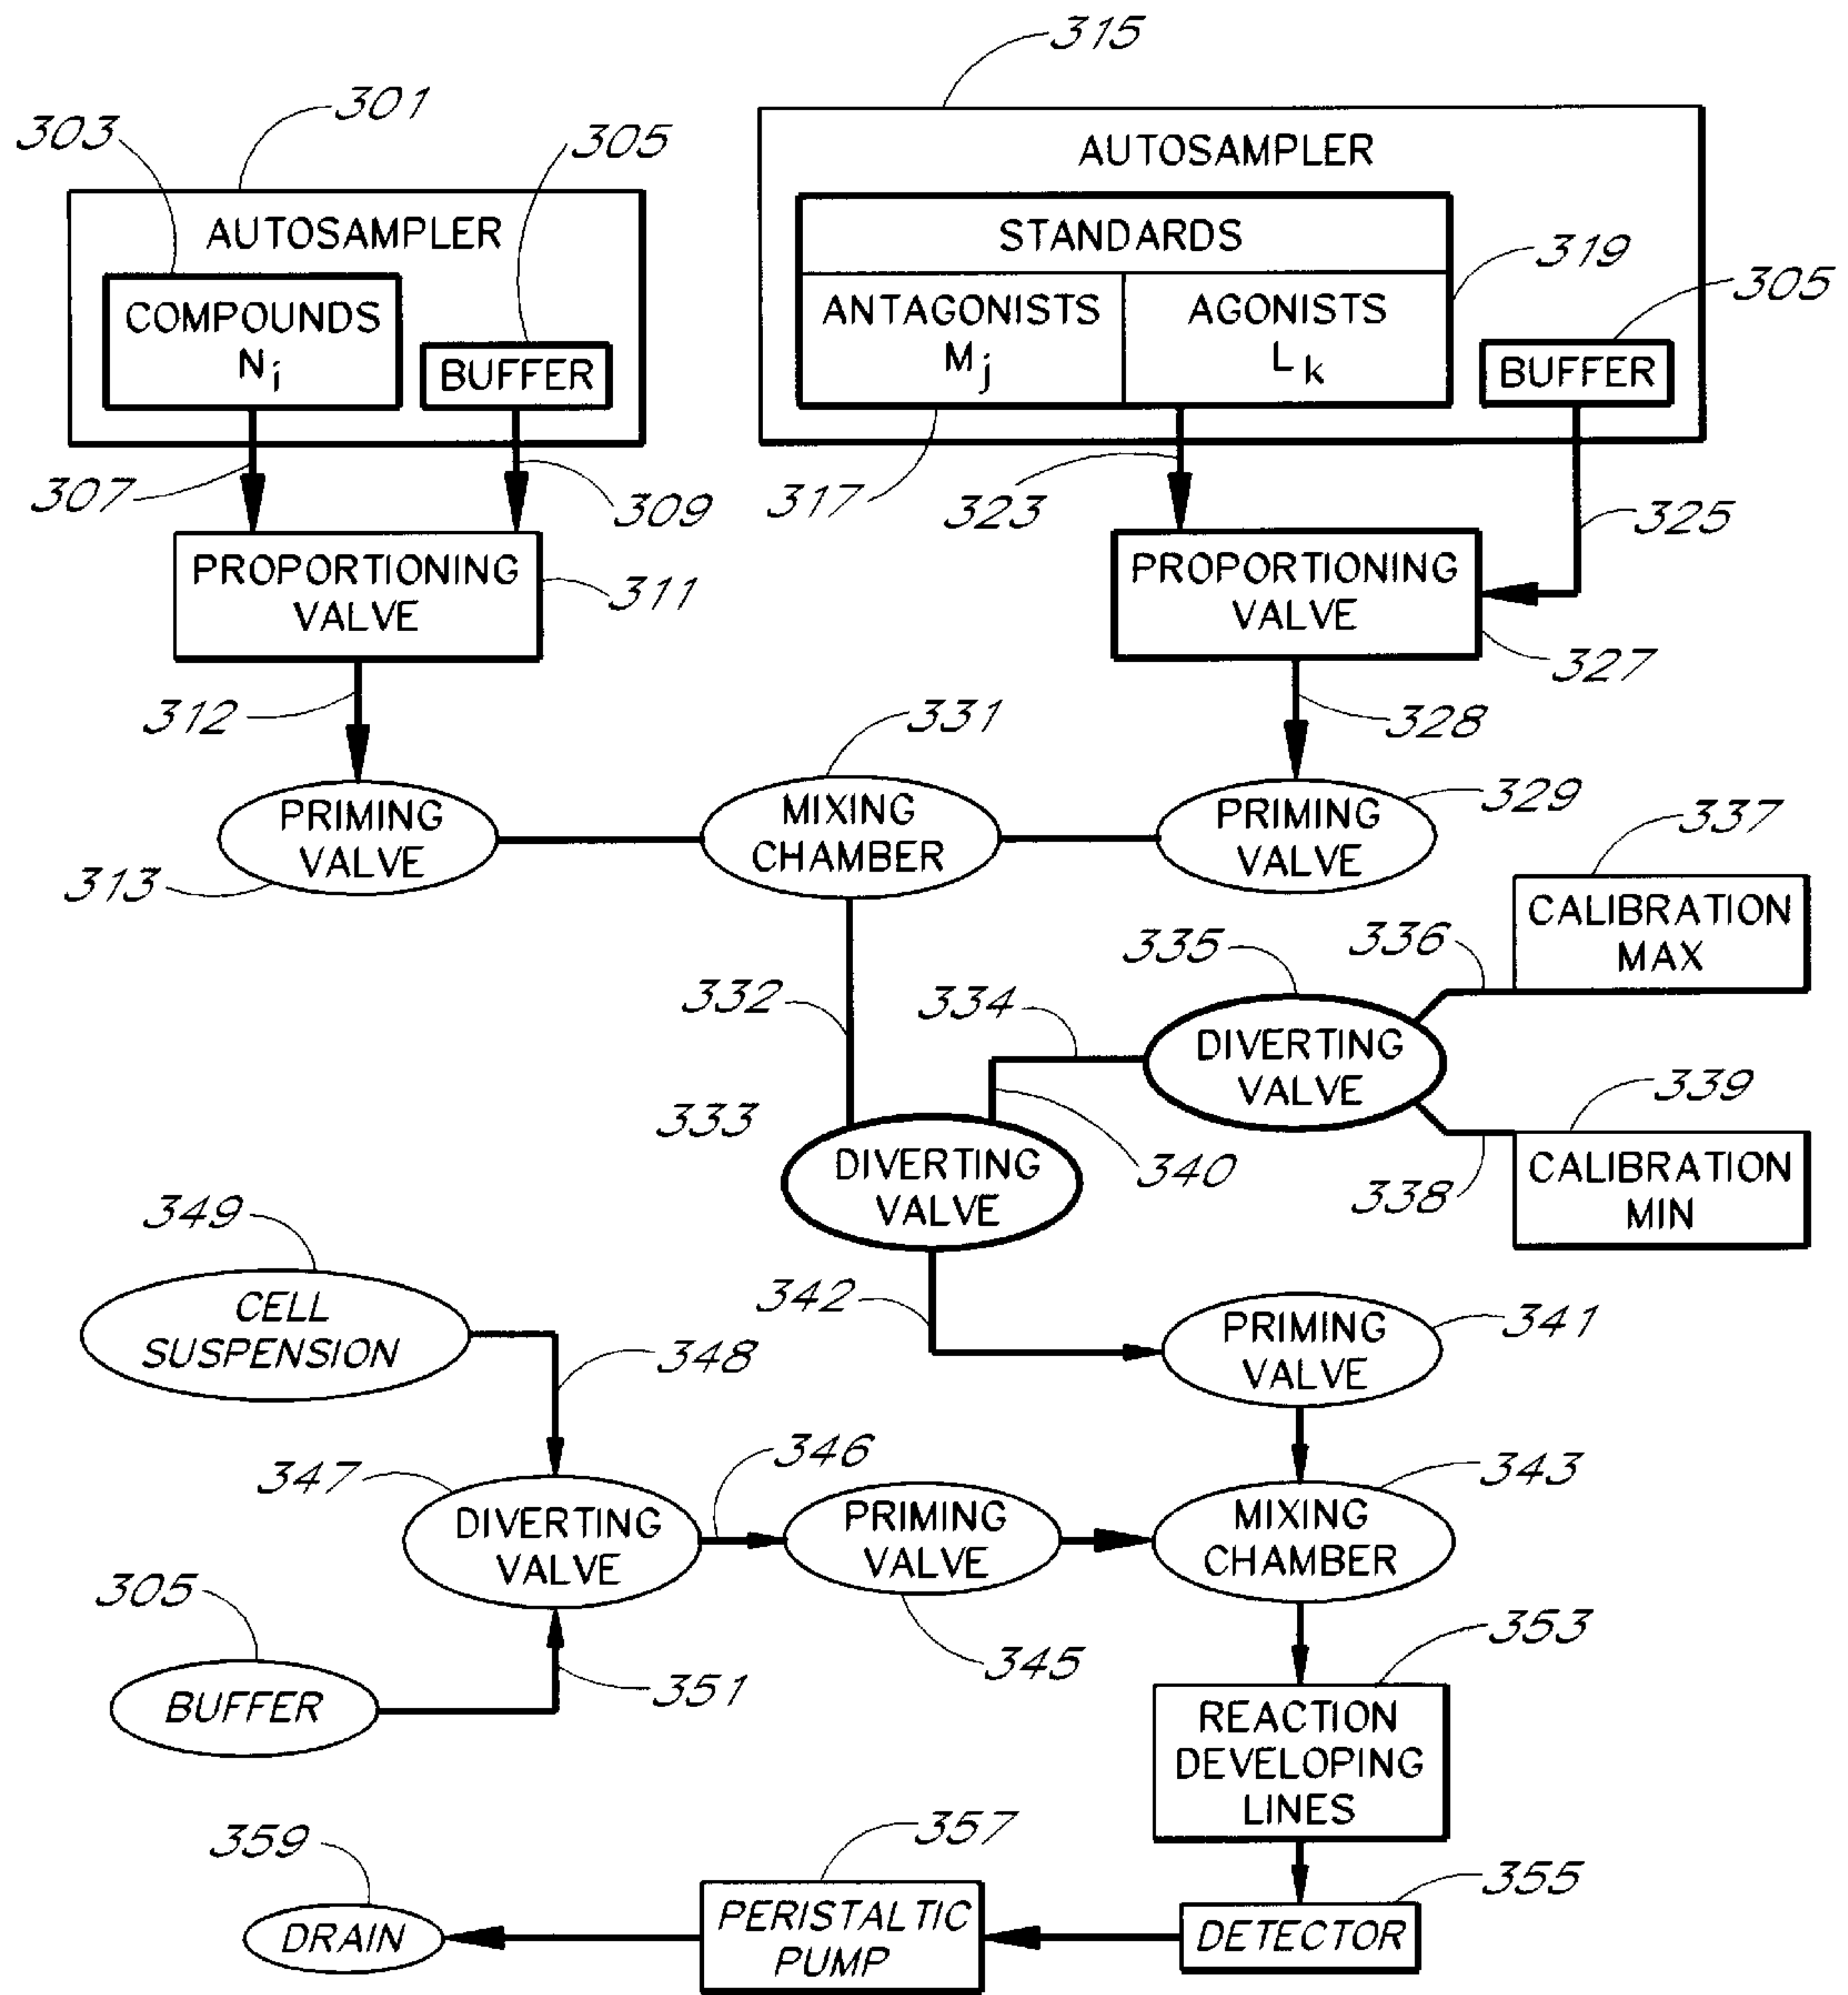 315
301
303
305
AUTOSAMPLER
AUTOSAMPLER
STANDARDS
319
305
COMPOUNDS
Ni
BUFFER
ANTAGONISTS
Mj
AGONISTS
Lk
BUFFER
307
309
317
323
325
PROPORTIONING
VALVE
311
PROPORTIONING
VALVE
327
312
331
328
PRIMING
VALVE
313
MIXING
CHAMBER
PRIMING
VALVE
329
337
CALIBRATION
MAX
335
336
332
334
DIVERTING
VALVE
339
333
340
338
CALIBRATION
MIN
DIVERTING
VALVE
349
CELL
SUSPENSION
342
PRIMING
VALVE
341
348
347
346
343
DIVERTING
VALVE
PRIMING
VALVE
MIXING
CHAMBER
305
BUFFER
351
345
353
REACTION
DEVELOPING
LINES
359
357
355
DRAIN
PERISTALTIC
PUMP
DETECTOR